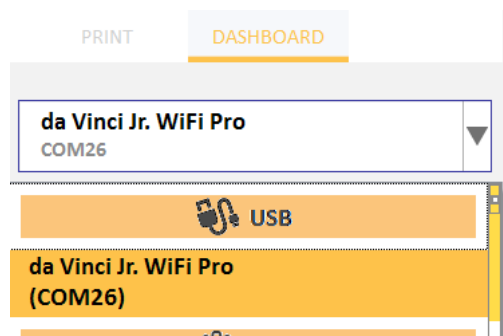 PRINT
DASHBOARD
da Vinci Jr. WiFi Pro
COM26
USB
da Vinci Jr. WiFi Pro
(COM26)